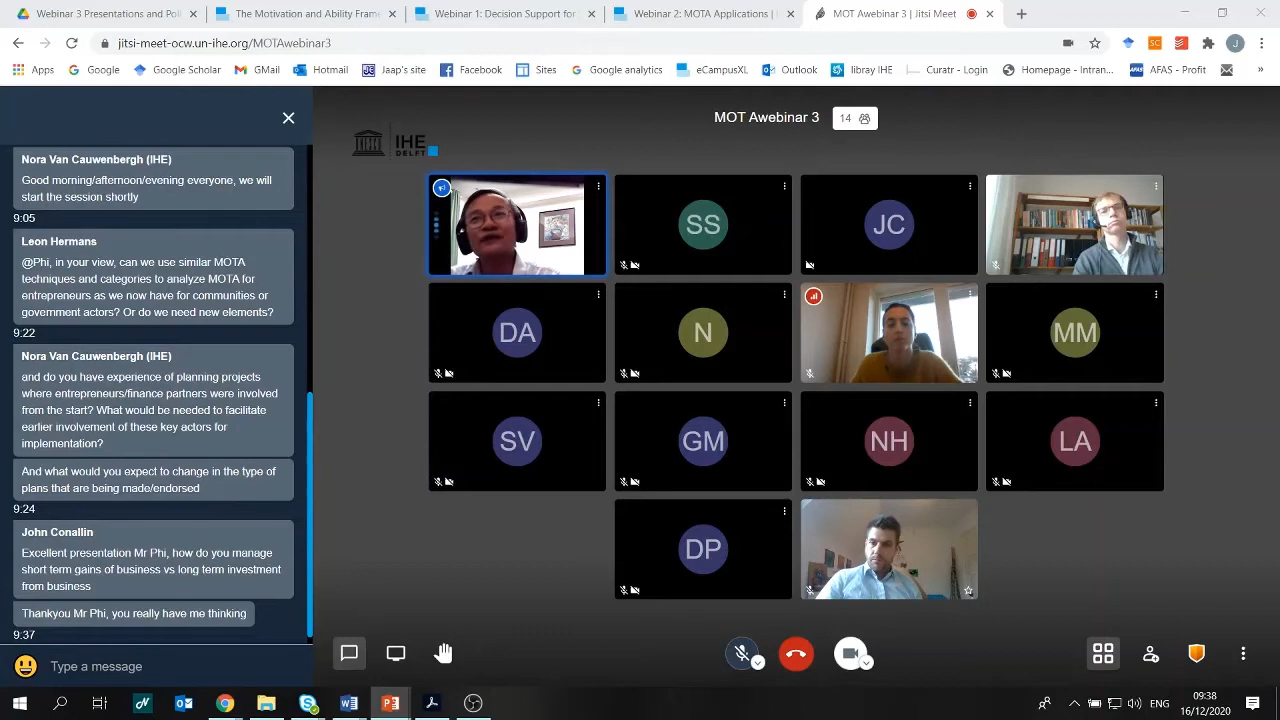 Webinar 3 Presentations and Poll
The Motivation and Ability Frame
Webinar 1: Decision Support for
Webinar 2: MOTA Applications |
MOT Awebinar 3 | Jitsi Meet
jitsi-meet-ocw.un-ihe.org/MOTAwebinar3
SC
J
Apps
Google
Google Scholar
GMail
Hotmail
Jaap's site
Facebook
Sites
Google analytics
eCampusXL
Outlook
libray IHE
Curatr - Login
Homepage - Intran...
AFAS - Profit
»
MOT Awebinar 3
14
IHE
DELFT
Nora Van Cauwenbergh (IHE)
Good morning/afternoon/evening everyone, we will
start the session shortly
9:05
Leon Hermans
@Phi, in your view, can we use similar MOTA
techniques and categories to analyze MOTA for
entrepreneurs as we now have for communities or
government actors? Or do we need new elements?
9:22
Nora Van Cauwenbergh (IHE)
and do you have experience of planning projects
where entrepreneurs/finance partners were involved
from the start? What would be needed to facilitate
earlier involvement of these key actors for
implementation?
And what would you expect to change in the type of
plans that are being made/endorsed
9:24
John Conallin
Excellent presentation Mr Phi, how do you manage
short term gains of business vs long term investment
from business
Thankyou Mr Phi, you really have me thinking
9:37
Type a message
SS
JC
DA
N
MM
SV
GM
NH
LA
DP
ENG
09:38
16/12/2020